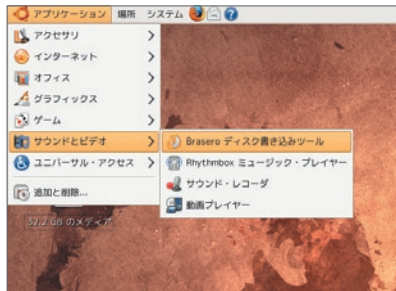 アプリケーション 場所 システム
アクセサリ
インターネット
オフィス
グラフィックス
ゲーム
サウンドとビデオ
Brasero ディスク書き込みツール
ユニバーサル・アクセス
Rhythmbox ミュージック・プレイヤー
サウンド・レコーダ
追加と削除...
動画プレイヤー
32.2 GB のメディア